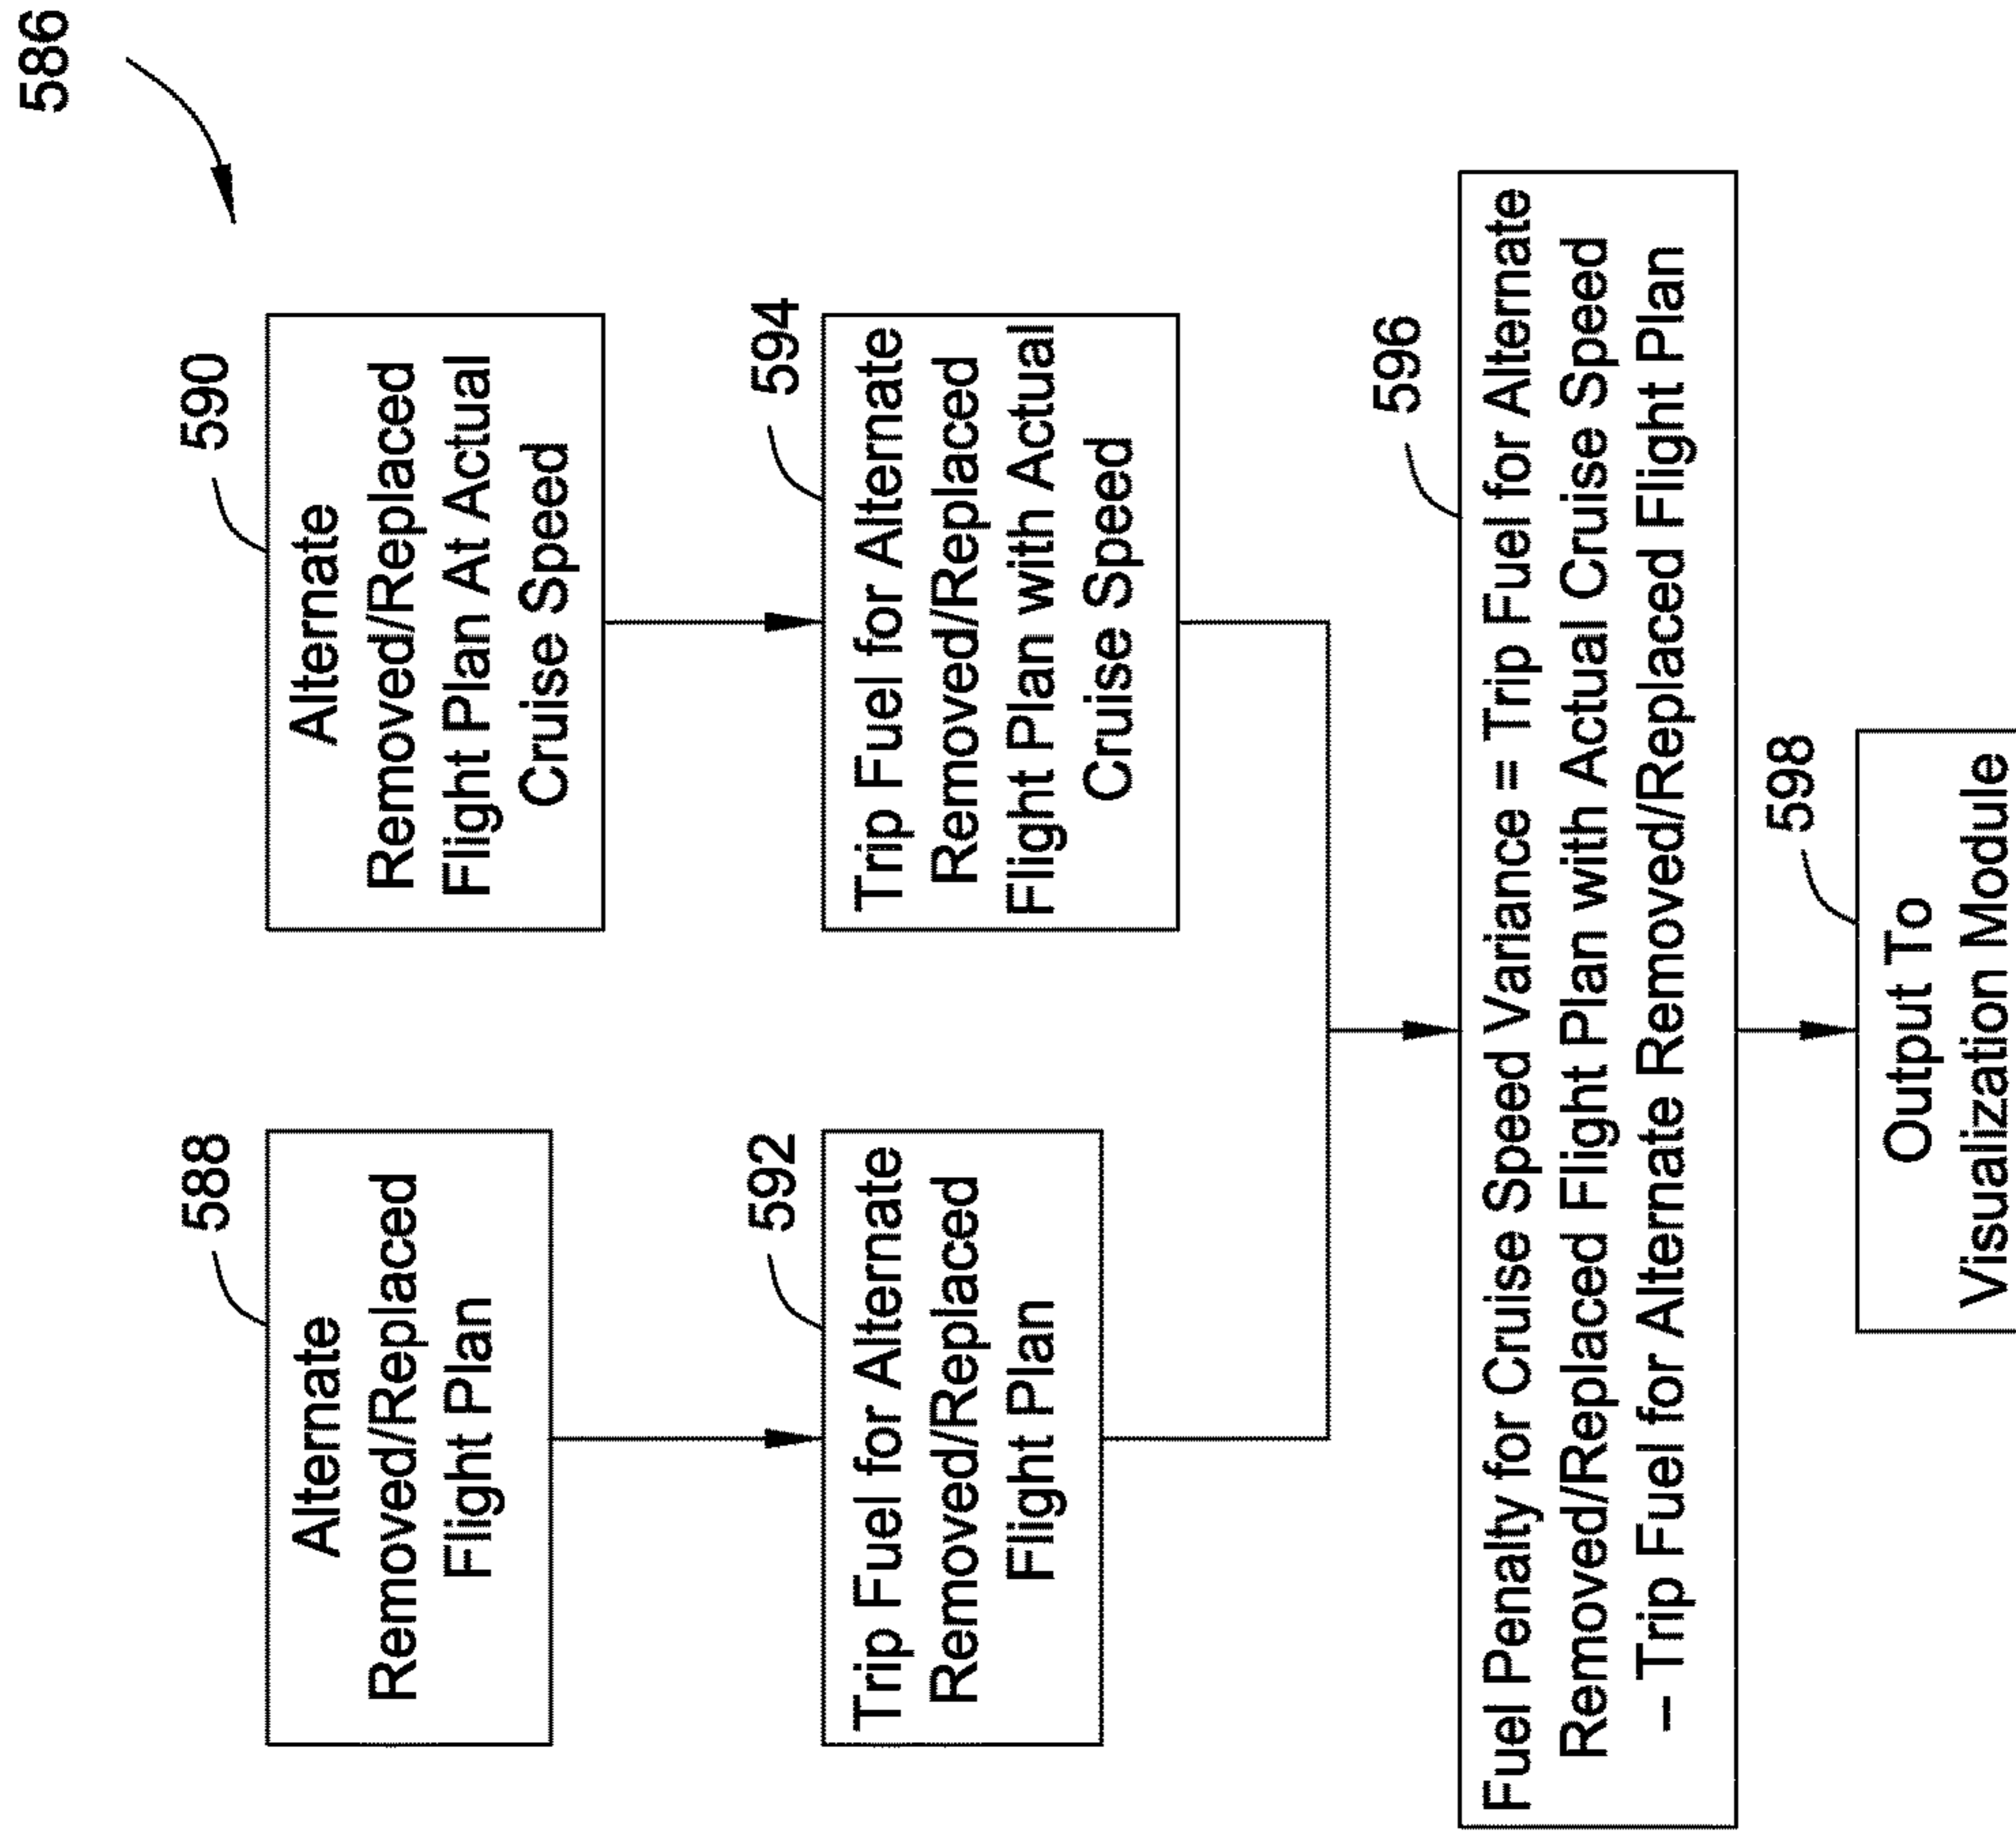 586
588
Alternate
Removed/Replaced
Flight Plan
590
Alternate
Removed/Replaced
Flight Plan At Actual
Cruise Speed
592
Trip Fuel for Alternate
Removed/Replaced
Flight Plan
594
Trip Fuel for Alternate
Removed/Replaced
Flight Plan with Actual
Cruise Speed
596
Fuel Penalty for Cruise Speed Variance = Trip Fuel for Alternate
Removed/Replaced Flight Plan with Actual Cruise Speed
– Trip Fuel for Alternate Removed/Replaced Flight Plan
598
Output To
Visualization Module